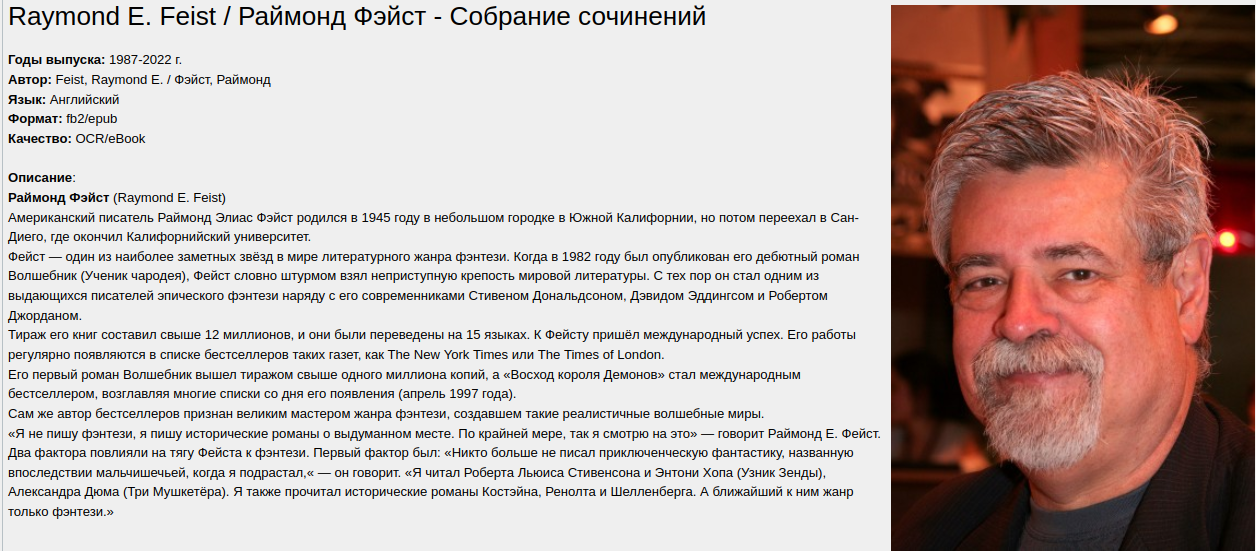 Raymond E. Feist / Раймонд Фэйст - Собрание сочинений
Годы выпуска: 1987-2022 г.
Автор: Feist, Raymond E. / Фэйст, Раймонд
Язык: Английский
Формат: fb2/epub
Качество: OCR/eBook
Описание:
Раймонд Фэйст (Raymond E. Feist)
Американский писатель Раймонд Элиас Фэйст родился в 1945 году в небольшом городке в Южной Калифорнии, но потом переехал в Сан-
Диего, где окончил Калифорнийский университет.
Фейст — один из наиболее заметных звёзд в мире литературного жанра фэнтези. Когда в 1982 году был опубликован его дебютный роман
Волшебник (Ученик чародея), Фейст словно штурмом взял неприступную крепость мировой литературы. С тех пор он стал одним из
выдающихся писателей эпического фэнтези наряду с его современниками Стивеном Дональдсоном, Дэвидом Эддингсом и Робертом
Джорданом.
Тираж его книг составил свыше 12 миллионов, и они были переведены на 15 языках. К Фейсту пришёл международный успех. Его работы
регулярно появляются в списке бестселлеров таких газет, как The New York Times или The Times of London.
Его первый роман Волшебник вышел тиражом свыше одного миллиона копий, а «Восход короля Демонов» стал международным
бестселлером, возглавляя многие списки со дня его появления (апрель 1997 года).
Сам же автор бестселлеров признан великим мастером жанра фэнтези, создавшем такие реалистичные волшебные миры.
«Я не пишу фэнтези, я пишу исторические романы о выдуманном месте. По крайней мере, так я смотрю на это» — говорит Раймонд Е. Фейст.
Два фактора повлияли на тягу Фейста к фэнтези. Первый фактор был: «Никто больше не писал приключенческую фантастику, названную
впоследствии мальчишечьей, когда я подрастал,« — он говорит. «Я читал Роберта Льюиса Стивенсона и Энтони Хопа (Узник Зенды),
Александра Дюма (Три Мушкетёра). Я также прочитал исторические романы Костэйна, Ренолта и Шелленберга. А ближайший к ним жанр
только фэнтези.»